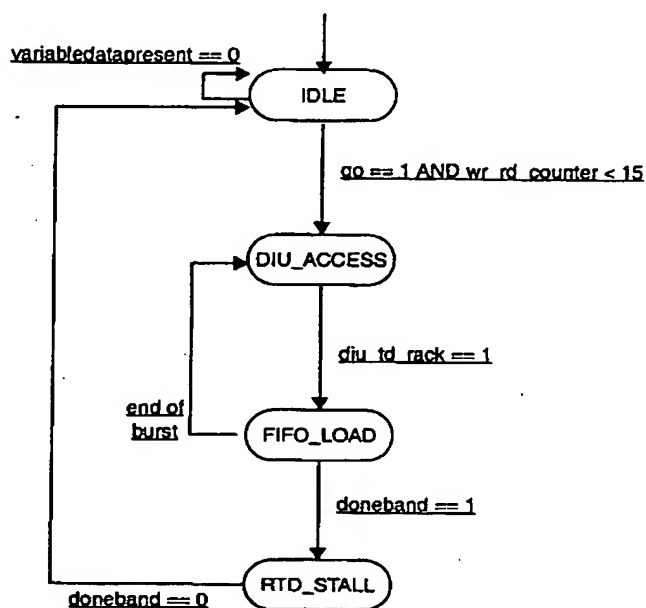 variabledatapresent == 0
IDLE
go == 1 AND wr_rd_counter < 15
DIU_ACCESS
diu_td_rack == 1
end of
burst
FIFO_LOAD
doneband == 1
RTD_STALL
doneband == 0